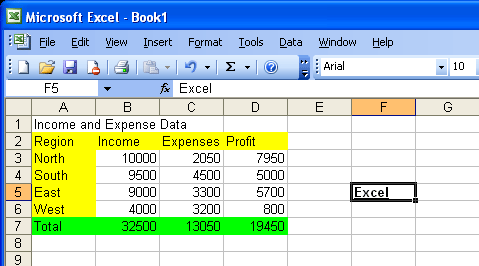 Microsoft Excel - Book1
File Edit View Insert Format Tools Data Window Help
Σ Arial 10
F5 fx Excel
A B C D E F G
1 Income and Expense Data
2 Region Income Expenses Profit
3 North 10000 2050 7950
4 South 9500 4500 5000
5 East 9000 3300 5700 Excel
6 West 4000 3200 800
7 Total 32500 13050 19450
8
9